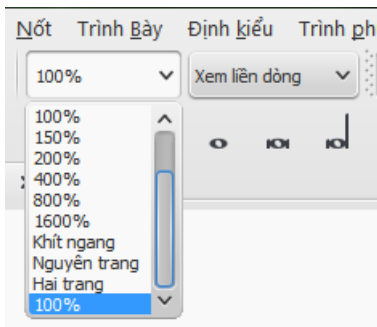 Nốt Trình Bày Định kiểu Trình ph
100% Xem liền dòng
100%
150%
200%
400%
800%
1600%
Khít ngang
Nguyên trang
Hai trang
100%